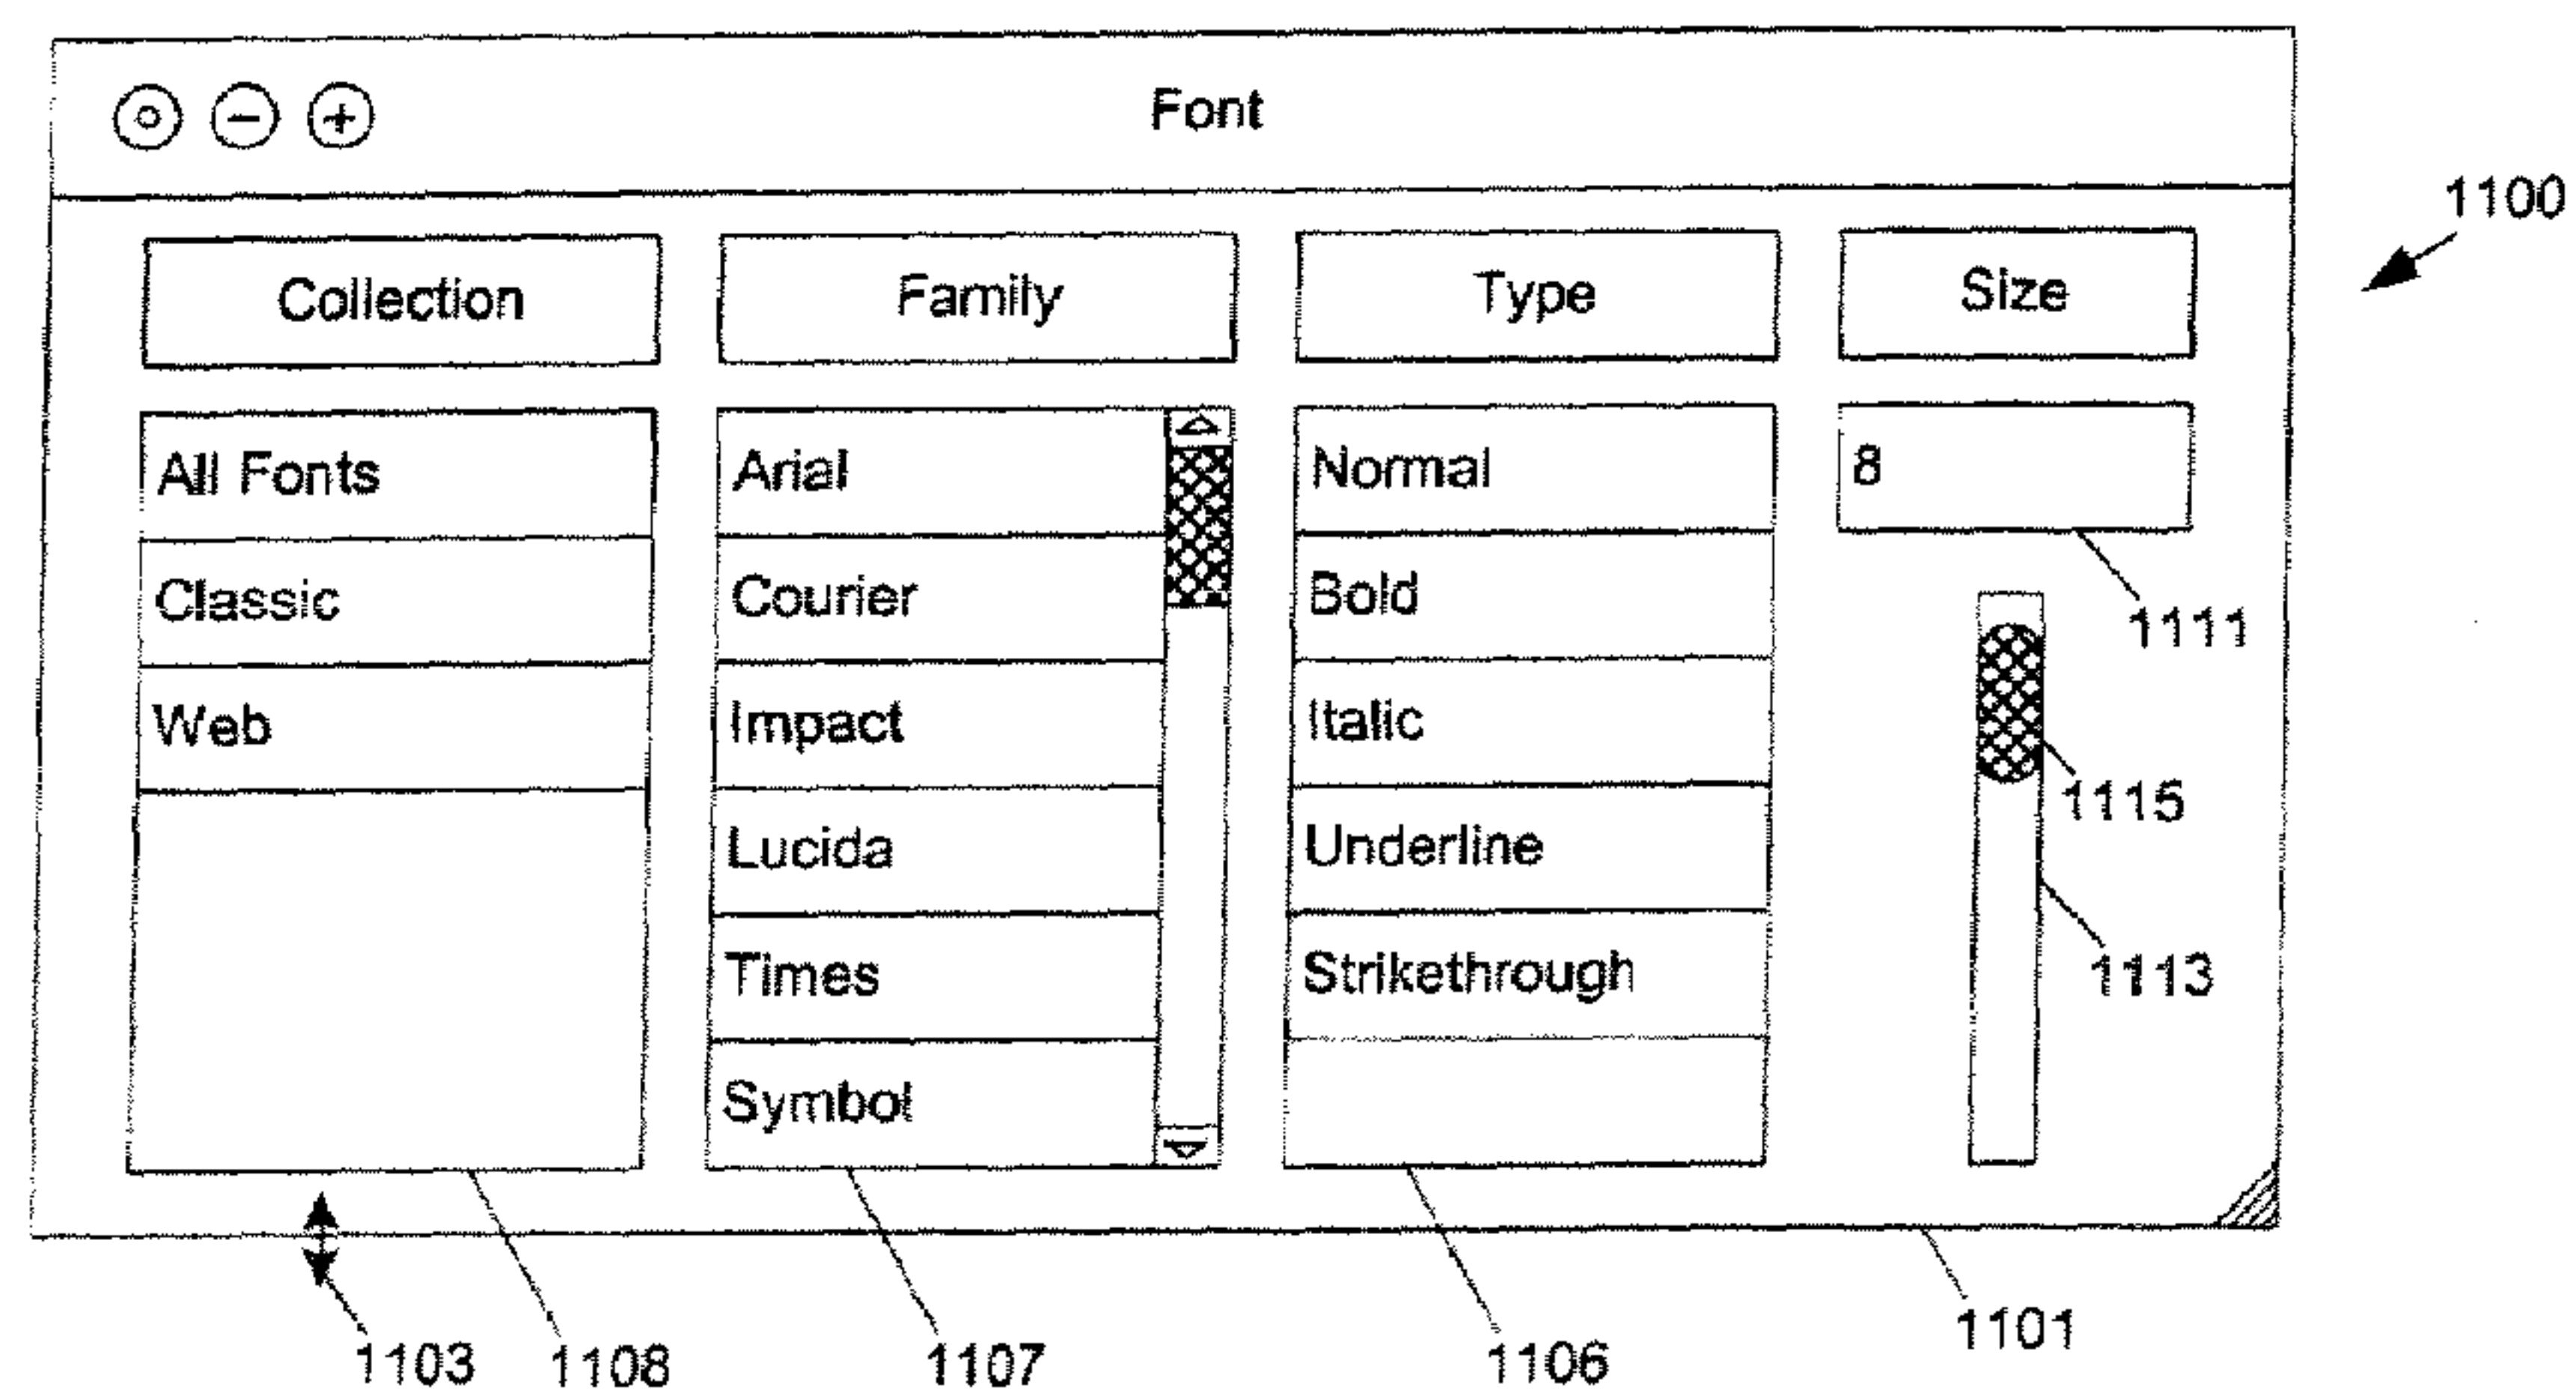 Font
1100
Collection Family Type Size
All Fonts Arial Normal 8
Classic Courier Bold
1111
Web Impact Italic
1115
Lucida Underline
Times Strikethrough
1113
Symbol
1103 1108 1107 1106 1101